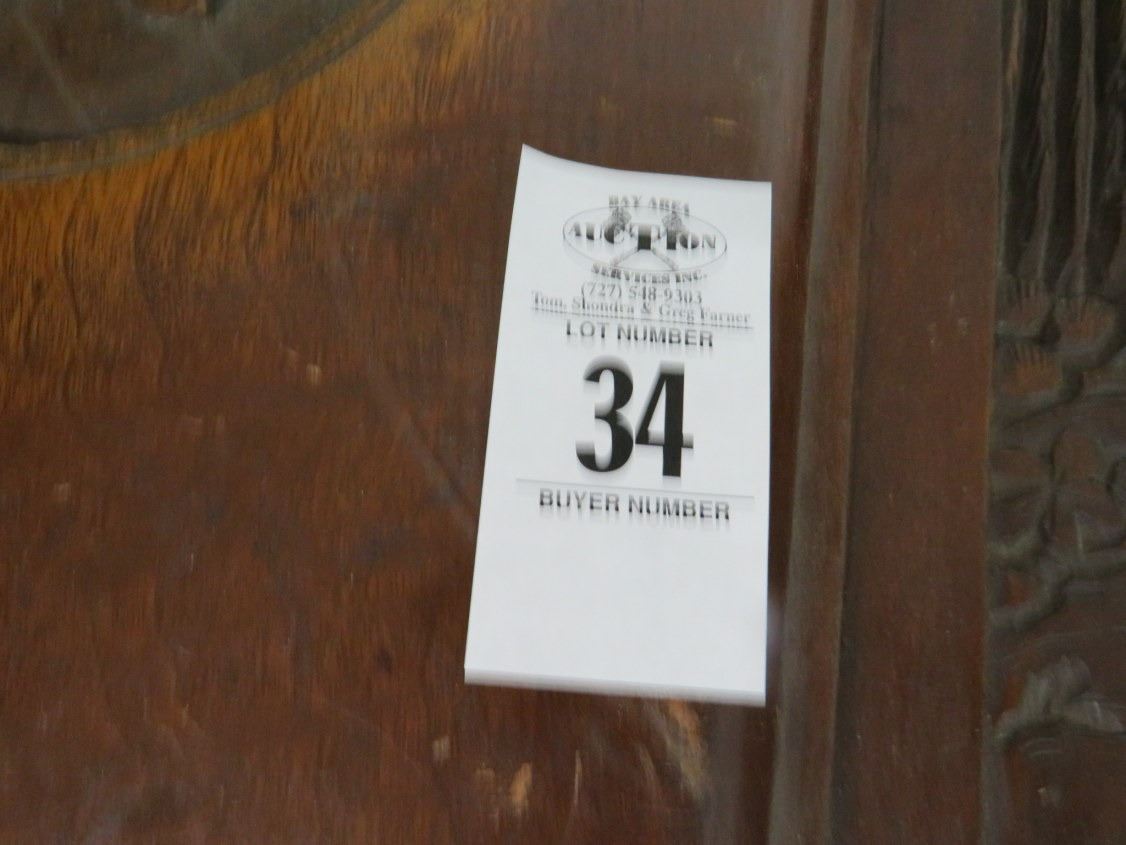 BAY AREA
AUCTION
SERVICES INC.
(727) 548-9303
Tom, Shondra & Greg Farner
LOT NUMBER
34
BUYER NUMBER